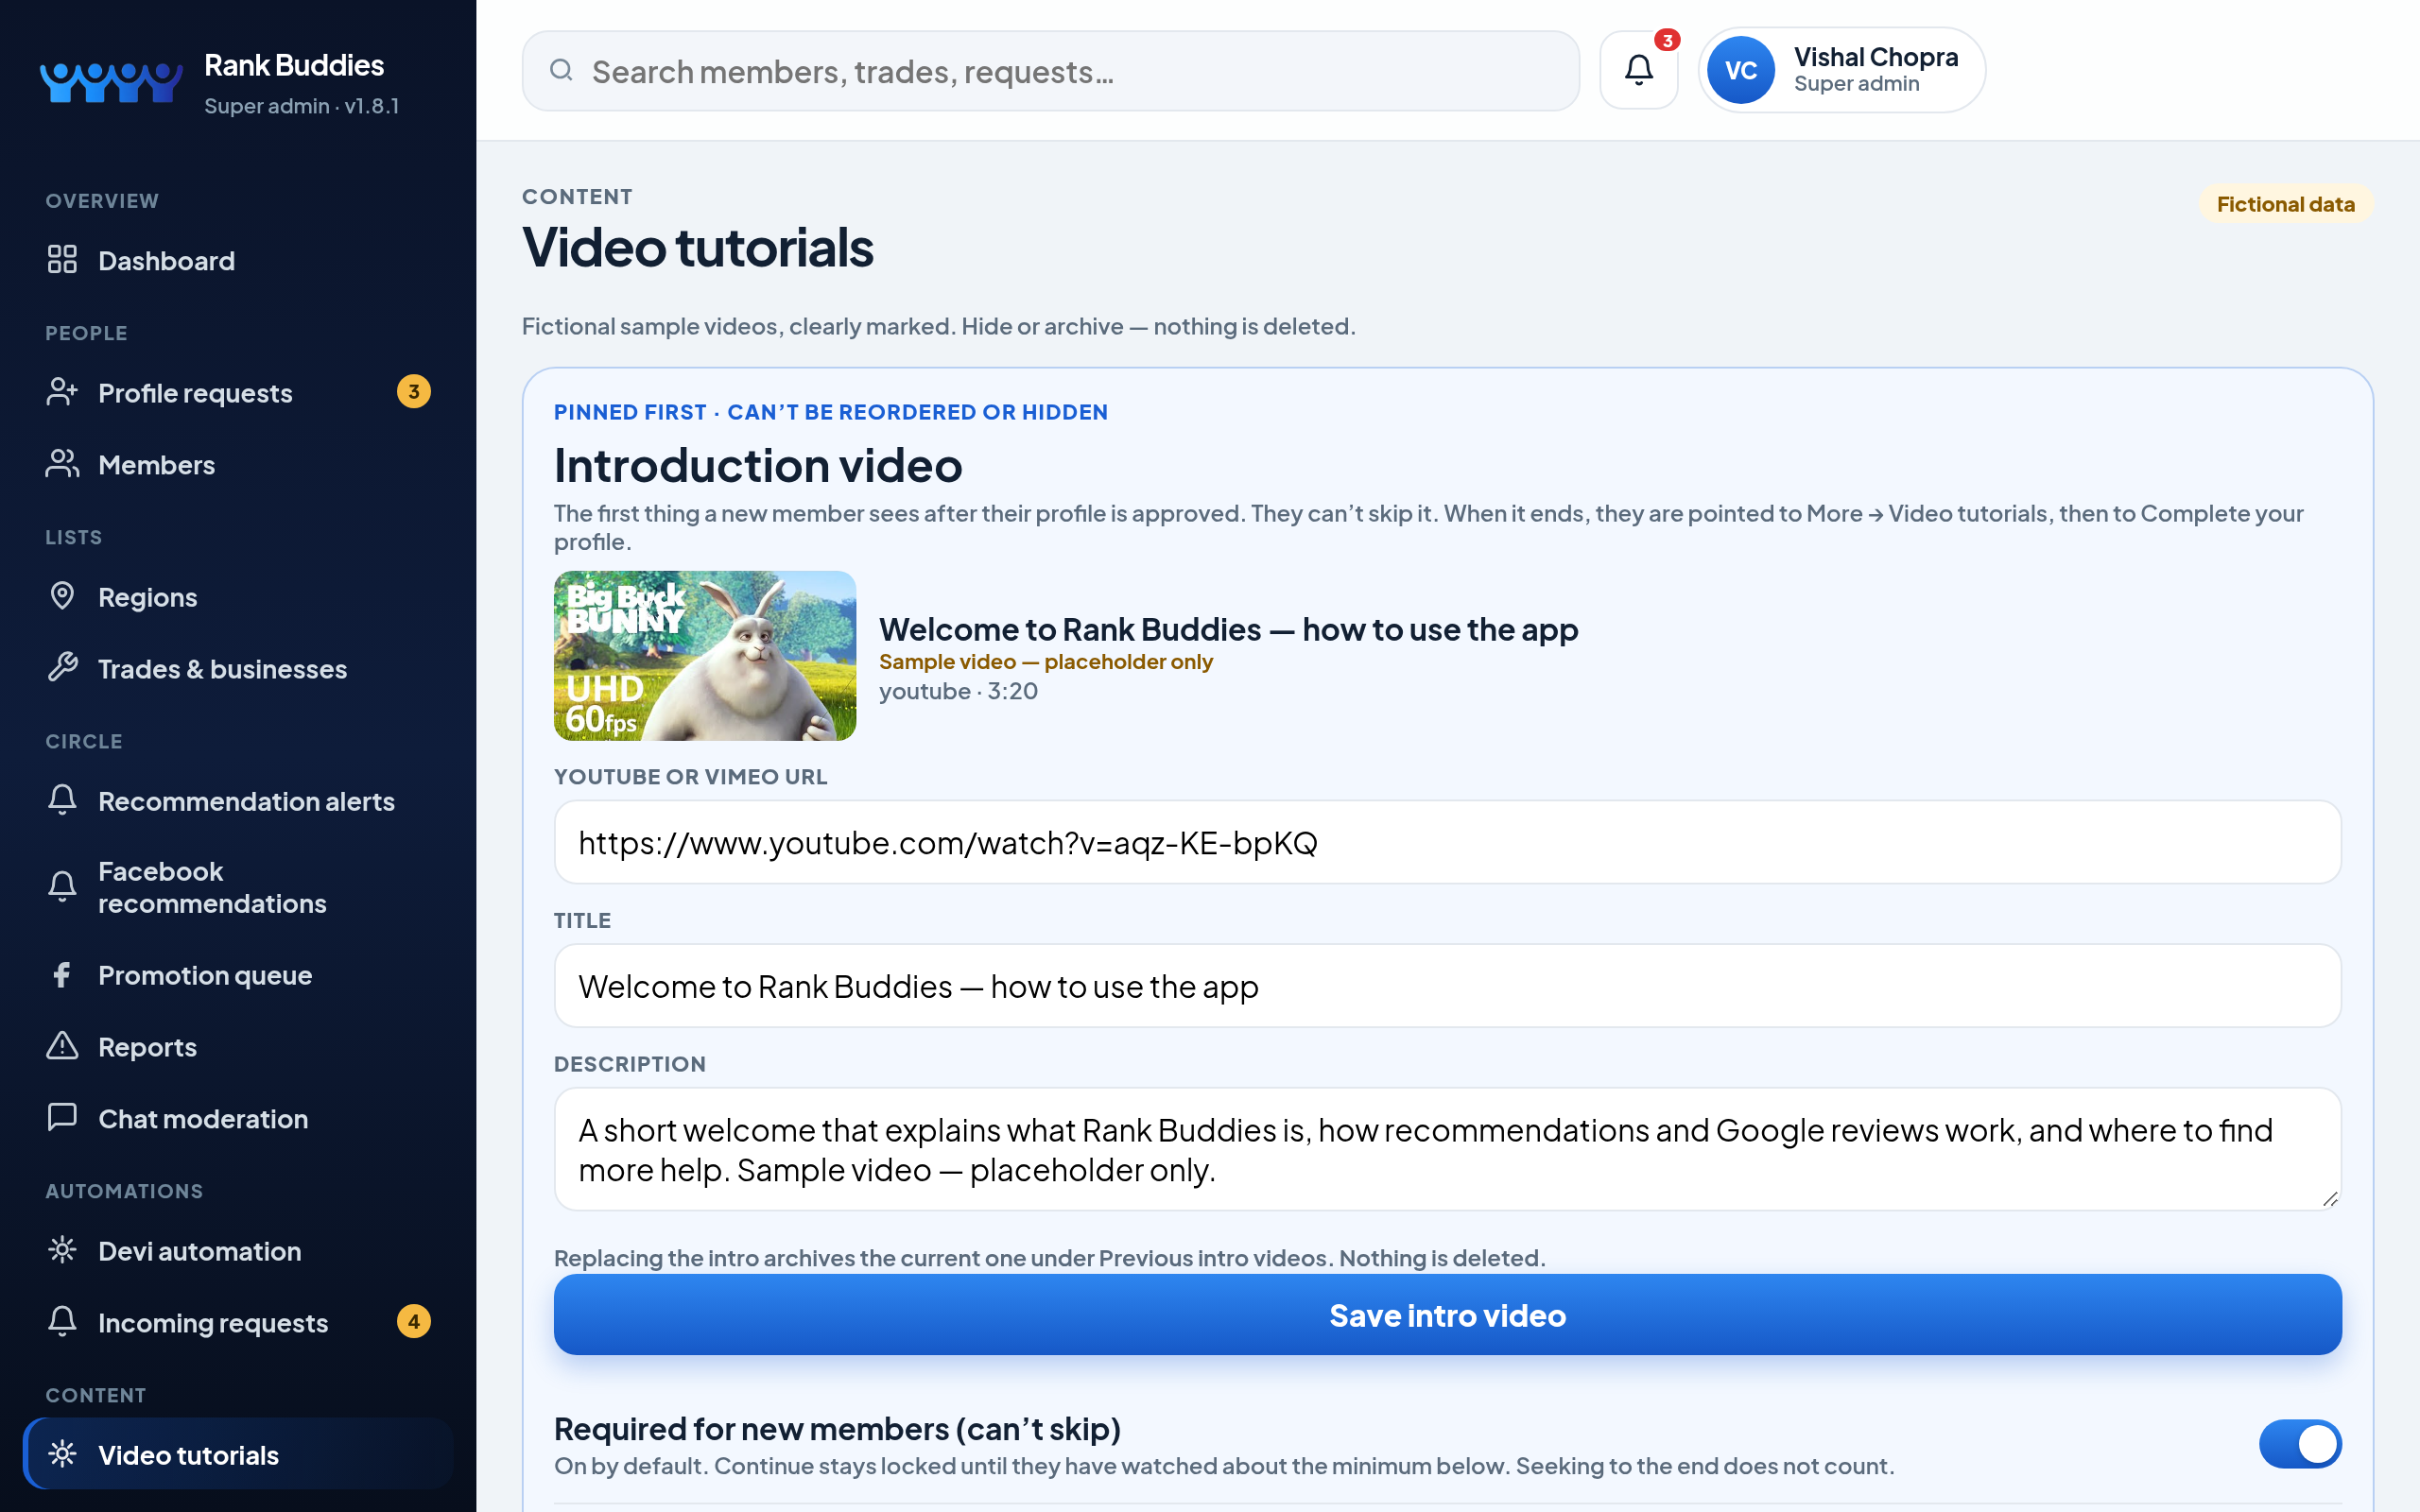 Rank Buddies
Super admin · v1.8.1
OVERVIEW
Dashboard
PEOPLE
Profile requests 3
Members
LISTS
Regions
Trades & businesses
CIRCLE
Recommendation alerts
Facebook
recommendations
Promotion queue
Reports
Chat moderation
AUTOMATIONS
Devi automation
Incoming requests 4
CONTENT
Video tutorials
Search members, trades, requests…
3
VC
Vishal Chopra
Super admin
CONTENT
Fictional data
Video tutorials
Fictional sample videos, clearly marked. Hide or archive — nothing is deleted.
PINNED FIRST · CAN’T BE REORDERED OR HIDDEN
Introduction video
The first thing a new member sees after their profile is approved. They can’t skip it. When it ends, they are pointed to More → Video tutorials, then to Complete your
profile.
Big Buck
BUNNY
UHD
60fps
Welcome to Rank Buddies — how to use the app
Sample video — placeholder only
youtube · 3:20
YOUTUBE OR VIMEO URL
https://www.youtube.com/watch?v=aqz-KE-bpKQ
TITLE
Welcome to Rank Buddies — how to use the app
DESCRIPTION
A short welcome that explains what Rank Buddies is, how recommendations and Google reviews work, and where to find
more help. Sample video — placeholder only.
Replacing the intro archives the current one under Previous intro videos. Nothing is deleted.
Save intro video
Required for new members (can’t skip)
On by default. Continue stays locked until they have watched about the minimum below. Seeking to the end does not count.